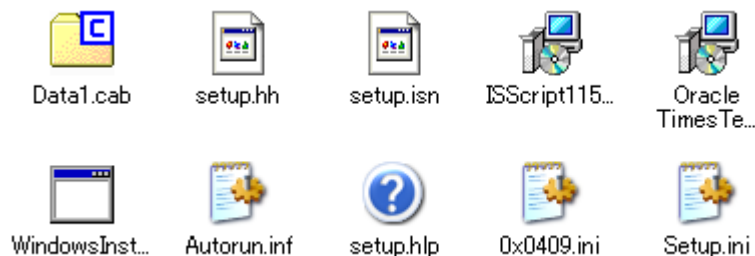 C
Data1.cab
setup.hh
setup.isn
ISScript115...
Oracle
TimesTe...
WindowsInst...
Autorun.inf
setup.hlp
0x0409.ini
Setup.ini